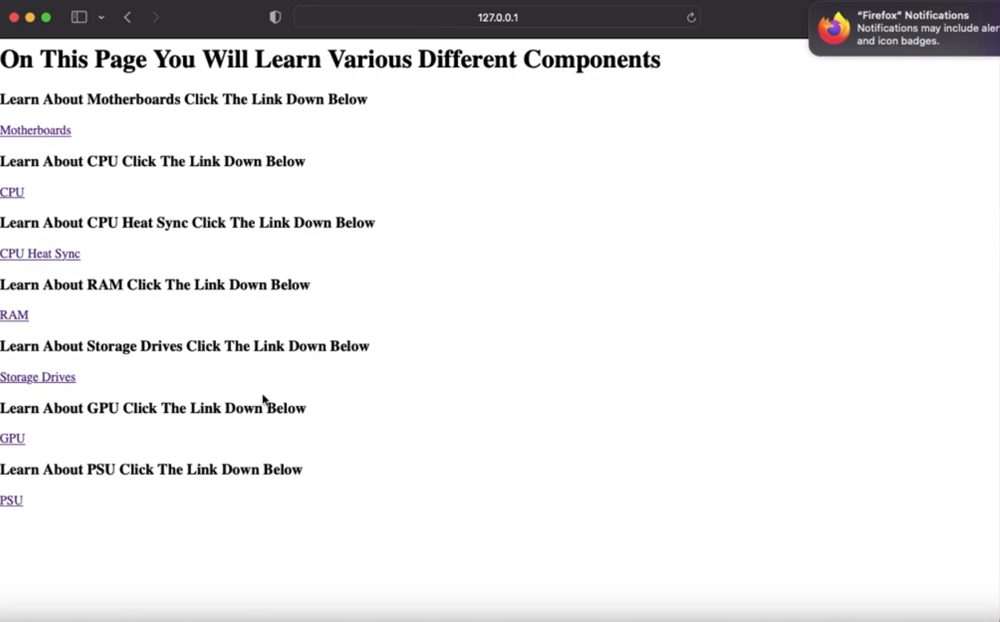 127.0.0.1
"Firefox" Notifications
Notifications may include aler
and icon badges.
On This Page You Will Learn Various Different Components
Learn About Motherboards Click The Link Down Below
Motherboards
Learn About CPU Click The Link Down Below
CPU
Learn About CPU Heat Sync Click The Link Down Below
CPU Heat Sync
Learn About RAM Click The Link Down Below
RAM
Learn About Storage Drives Click The Link Down Below
Storage Drives
Learn About GPU Click The Link Down Below
GPU
Learn About PSU Click The Link Down Below
PSU